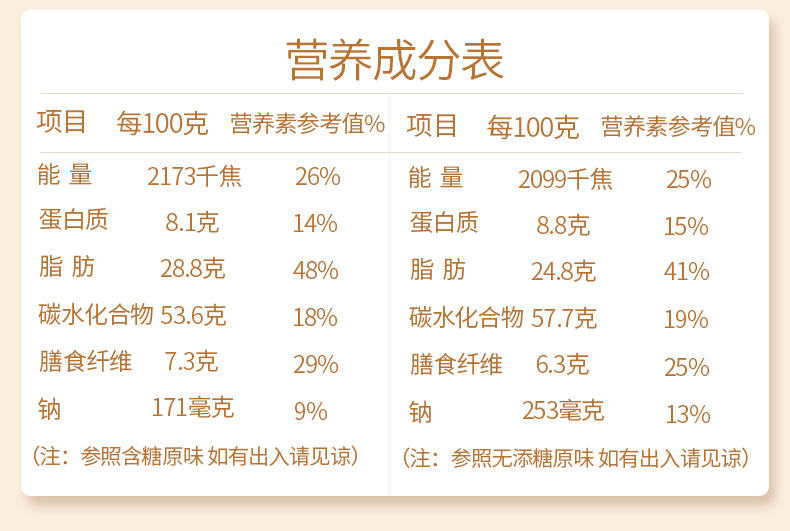 营养成分表
项目 每100克 营养素参考值%
能 量 2173千焦 26%
蛋白质 8.1克 14%
脂 肪 28.8克 48%
碳水化合物 53.6克 18%
膳食纤维 7.3克 29%
钠 171毫克 9%
（注：参照含糖原味 如有出入请见谅）
项目 每100克 营养素参考值%
能 量 2099千焦 25%
蛋白质 8.8克 15%
脂 肪 24.8克 41%
碳水化合物 57.7克 19%
膳食纤维 6.3克 25%
钠 253毫克 13%
（注：参照无添糖原味 如有出入请见谅）